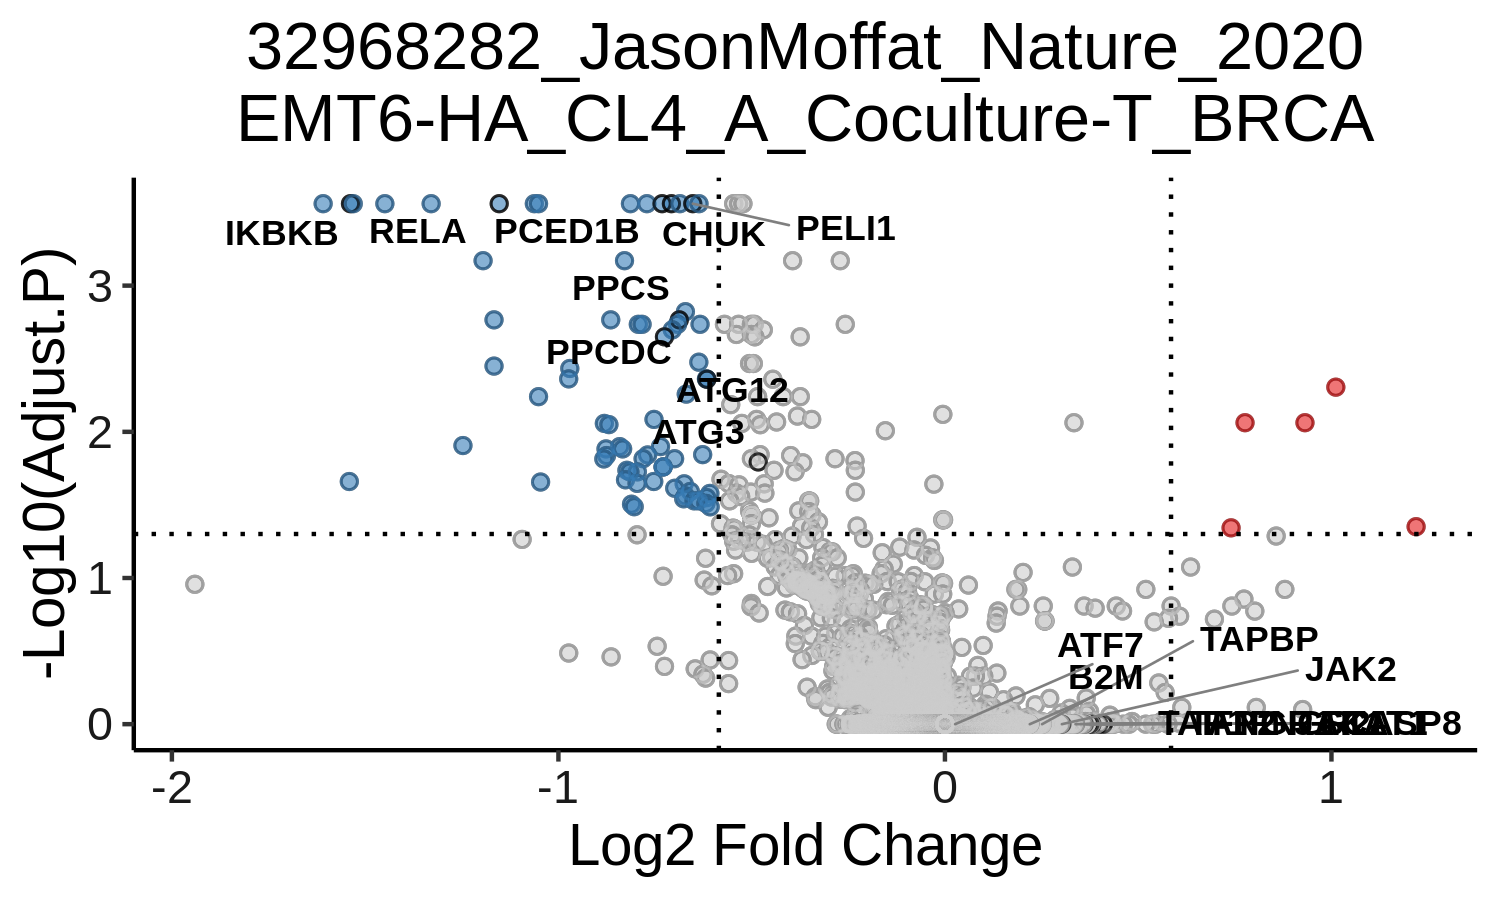 32968282_JasonMoffat_Nature_2020
EMT6-HA_CL4_A_Coculture-T_BRCA
-Log10(Adjust.P)
3
2
1
0
IKBKB
RELA
PCED1B
CHUK
PELI1
PPCS
PPCDC
ATG12
ATG3
ATF7
B2M
TAPBP
JAK2
-2
-1
0
1
Log2 Fold Change